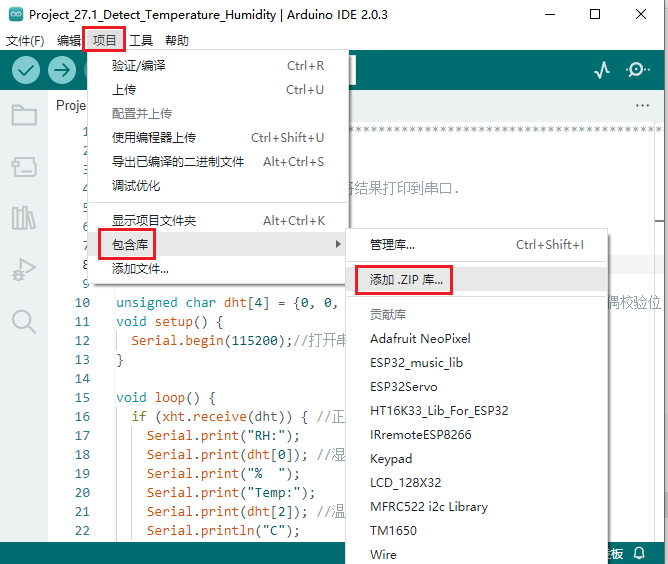 Project_27.1_Detect_Temperature_Humidity | Arduino IDE 2.0.3
文件(F) 编辑 项目 工具 帮助
验证/编译 Ctrl+R
上传 Ctrl+U
配置并上传
使用编程器上传 Ctrl+Shift+U
导出已编译的二进制文件 Alt+Ctrl+S
调试优化
显示项目文件夹 Alt+Ctrl+K
包含库
添加文件...
管理库... Ctrl+Shift+I
添加 .ZIP 库...
贡献库
Adafruit NeoPixel
ESP32_music_lib
ESP32Servo
HT16K33_Lib_For_ESP32
IRremoteESP8266
Keypad
LCD_128X32
MFRC522 i2c Library
TM1650
Wire
Proje
1 ****************************************
2
3
4 将结果打印到串口.
5
6
7
8
9
10 unsigned char dht[4] = {0, 0, 偶校验位
11 void setup() {
12 Serial.begin(115200);//打开串
13 }
14
15 void loop() {
16 if (xht.receive(dht)) { //正
17 Serial.print("RH:");
18 Serial.print(dht[0]); //湿
19 Serial.print("% ");
20 Serial.print("Temp:");
21 Serial.print(dht[2]); //温
22 Serial.println("C");
板